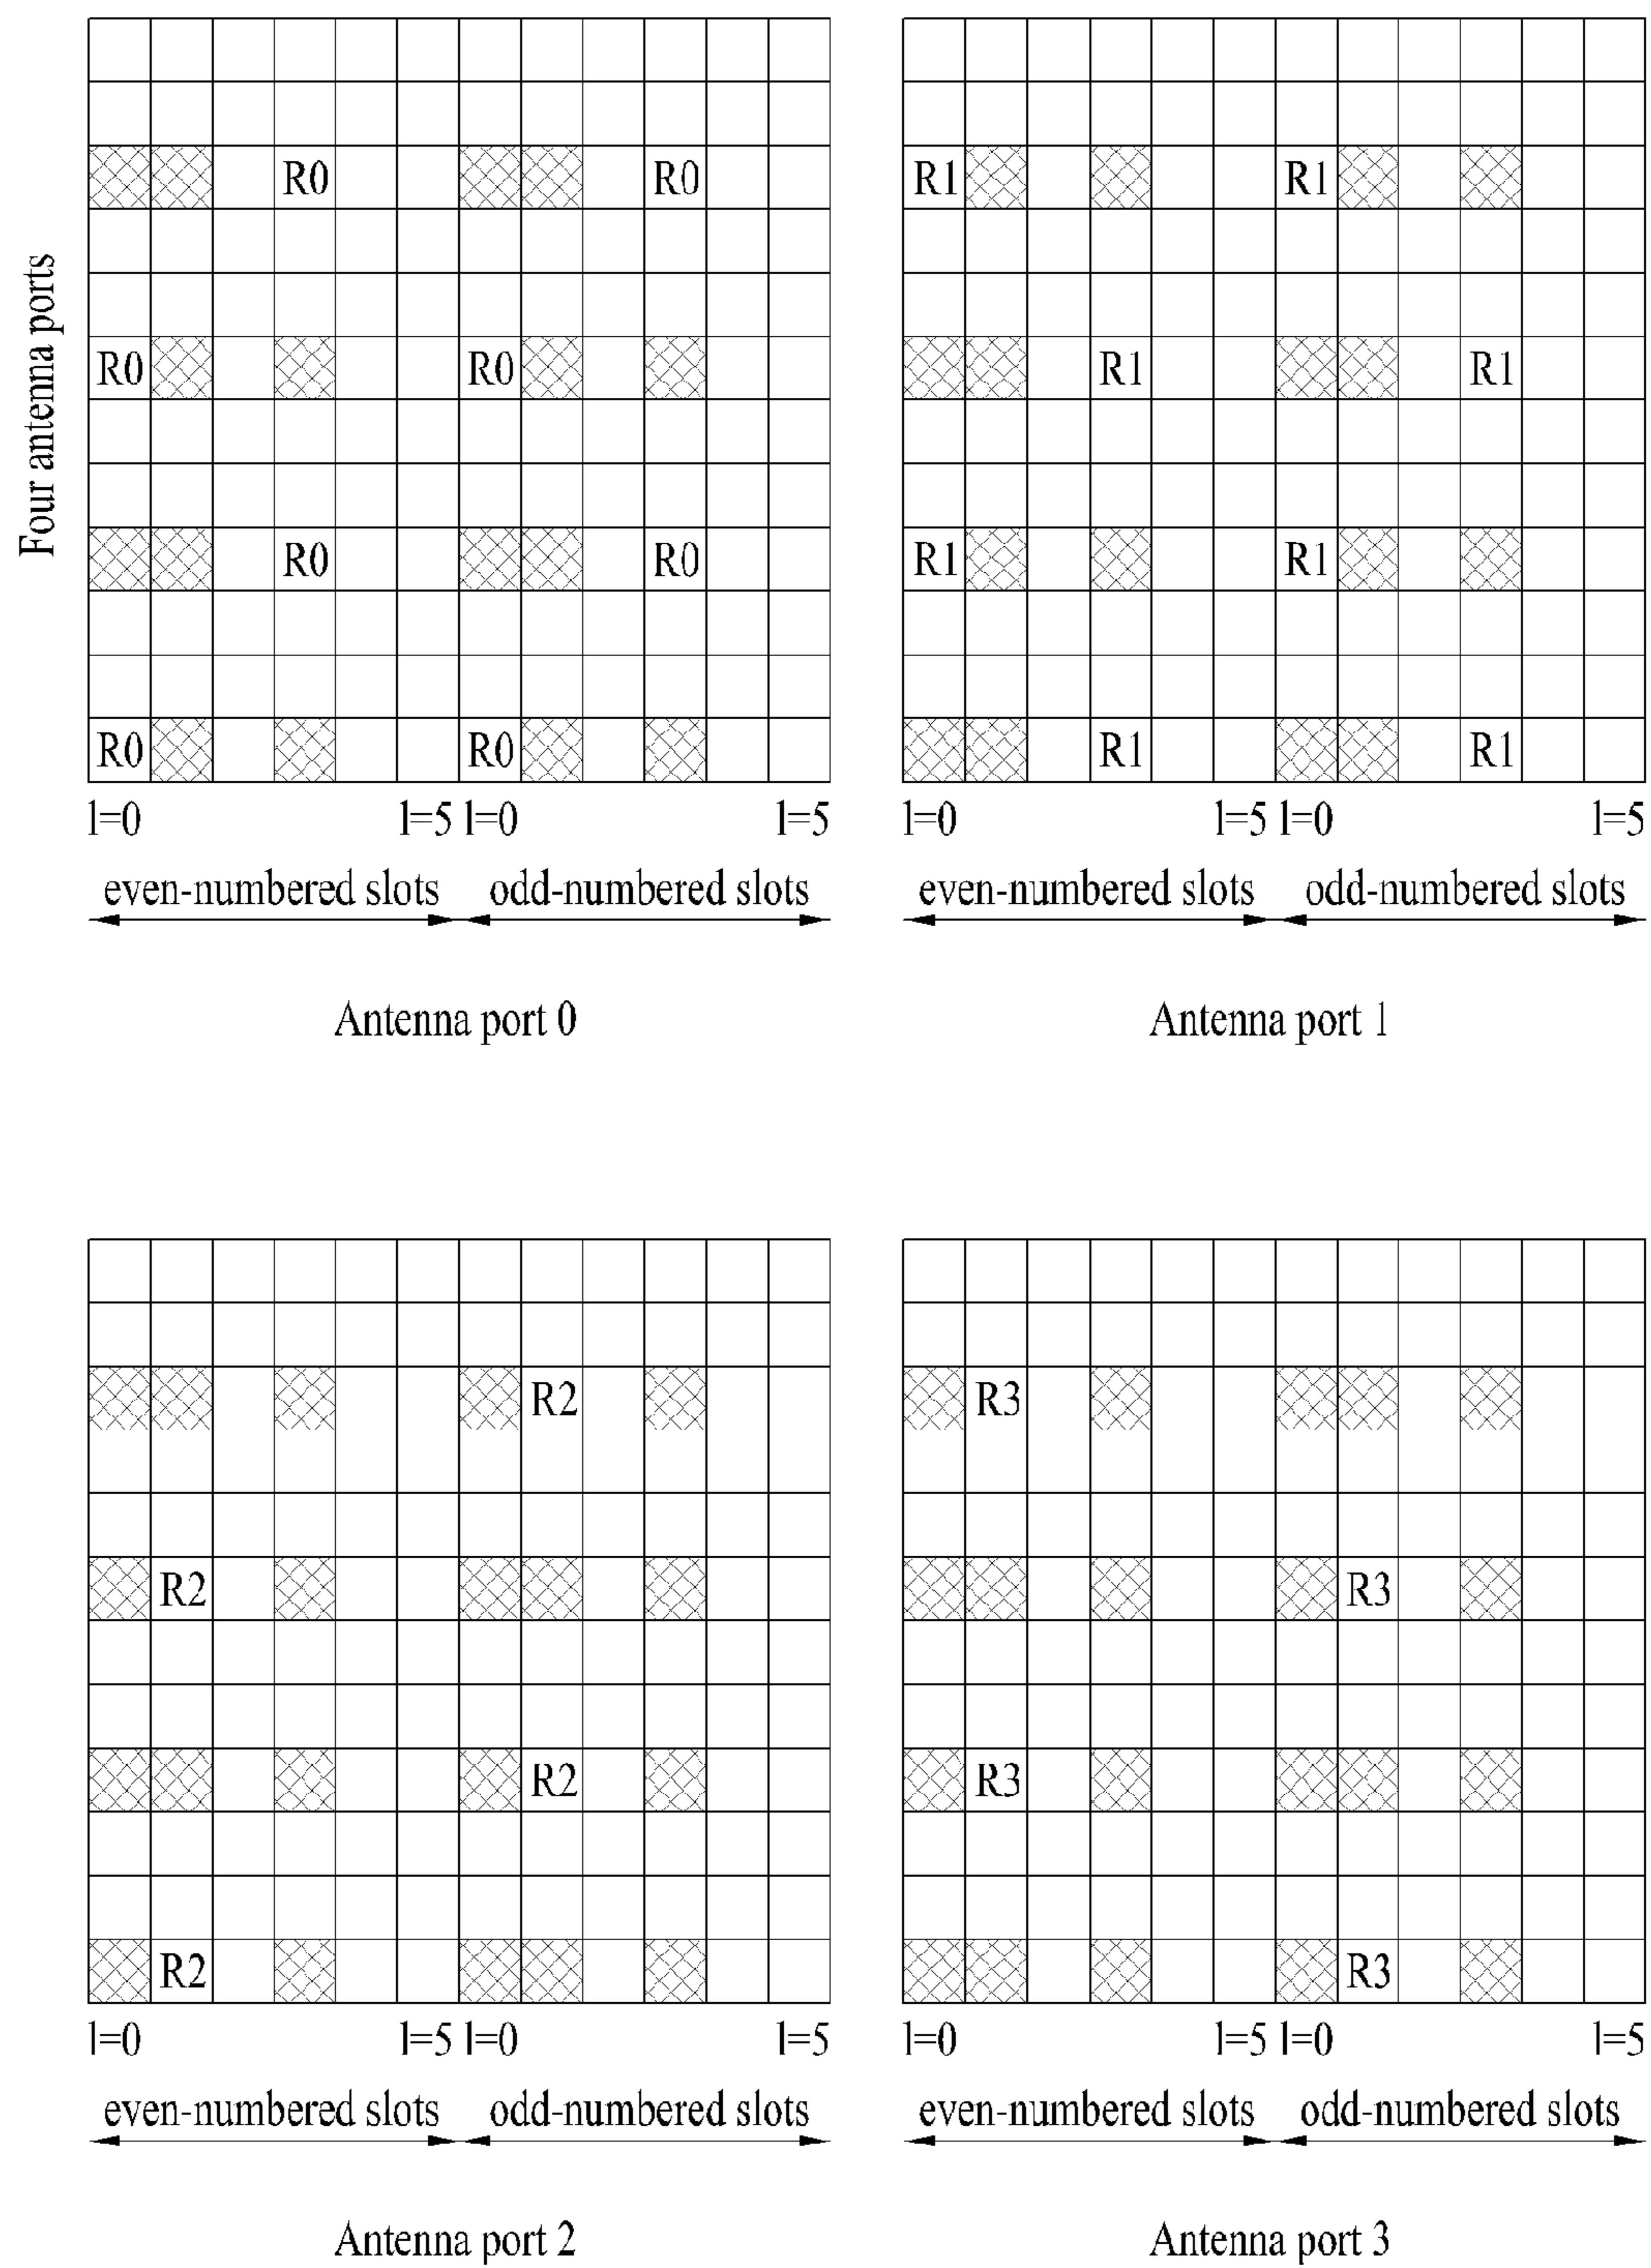 Four antenna ports
R0 R0
R0 R0
R0 R0
R0 R0
l=0 l=5 l=0 l=5
even-numbered slots odd-numbered slots
Antenna port 0
R1 R1
R1 R1
R1 R1
R1 R1
l=0 l=5 l=0 l=5
even-numbered slots odd-numbered slots
Antenna port 1
R2
R2
R2
R2
l=0 l=5 l=0 l=5
even-numbered slots odd-numbered slots
Antenna port 2
R3
R3
R3
R3
l=0 l=5 l=0 l=5
even-numbered slots odd-numbered slots
Antenna port 3